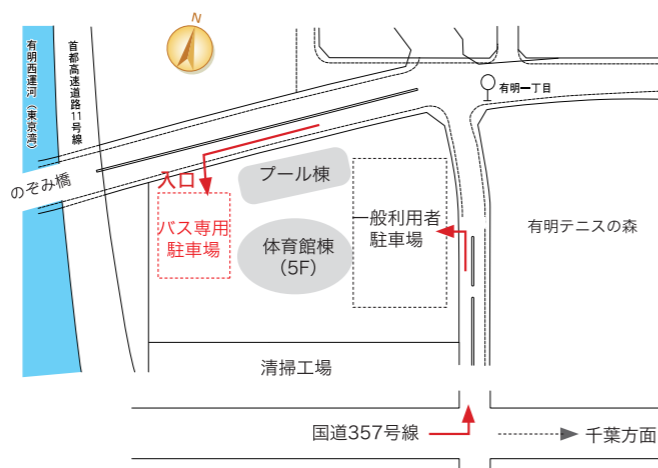 N
有明西運河（東京湾）
首都高速道路11号線
有明一丁目
のぞみ橋
入口
プール棟
バス専用
駐車場
体育館棟
(5F)
一般利用者
駐車場
有明テニスの森
清掃工場
国道357号線
千葉方面